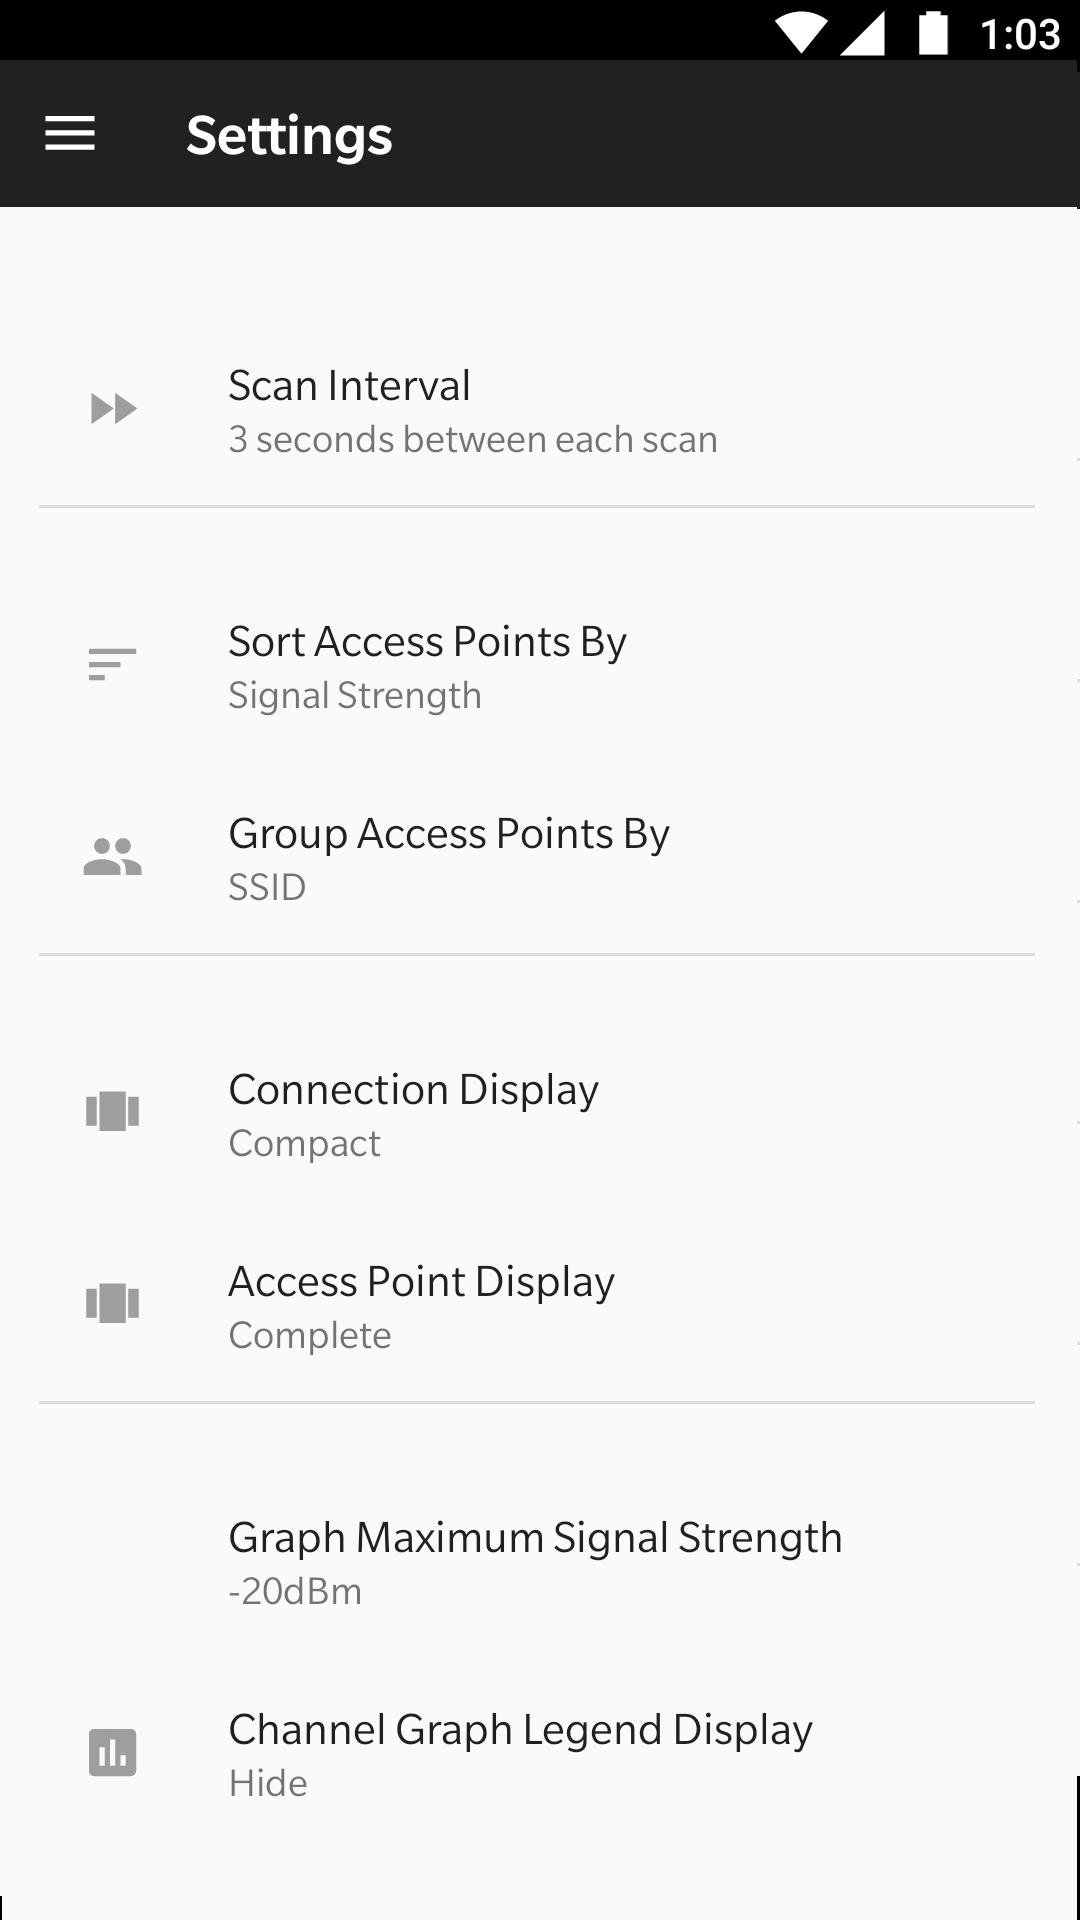 1:03
Settings
Scan Interval
3 seconds between each scan
Sort Access Points By
Signal Strength
Group Access Points By
SSID
Connection Display
Compact
Access Point Display
Complete
Graph Maximum Signal Strength
-20dBm
Channel Graph Legend Display
Hide